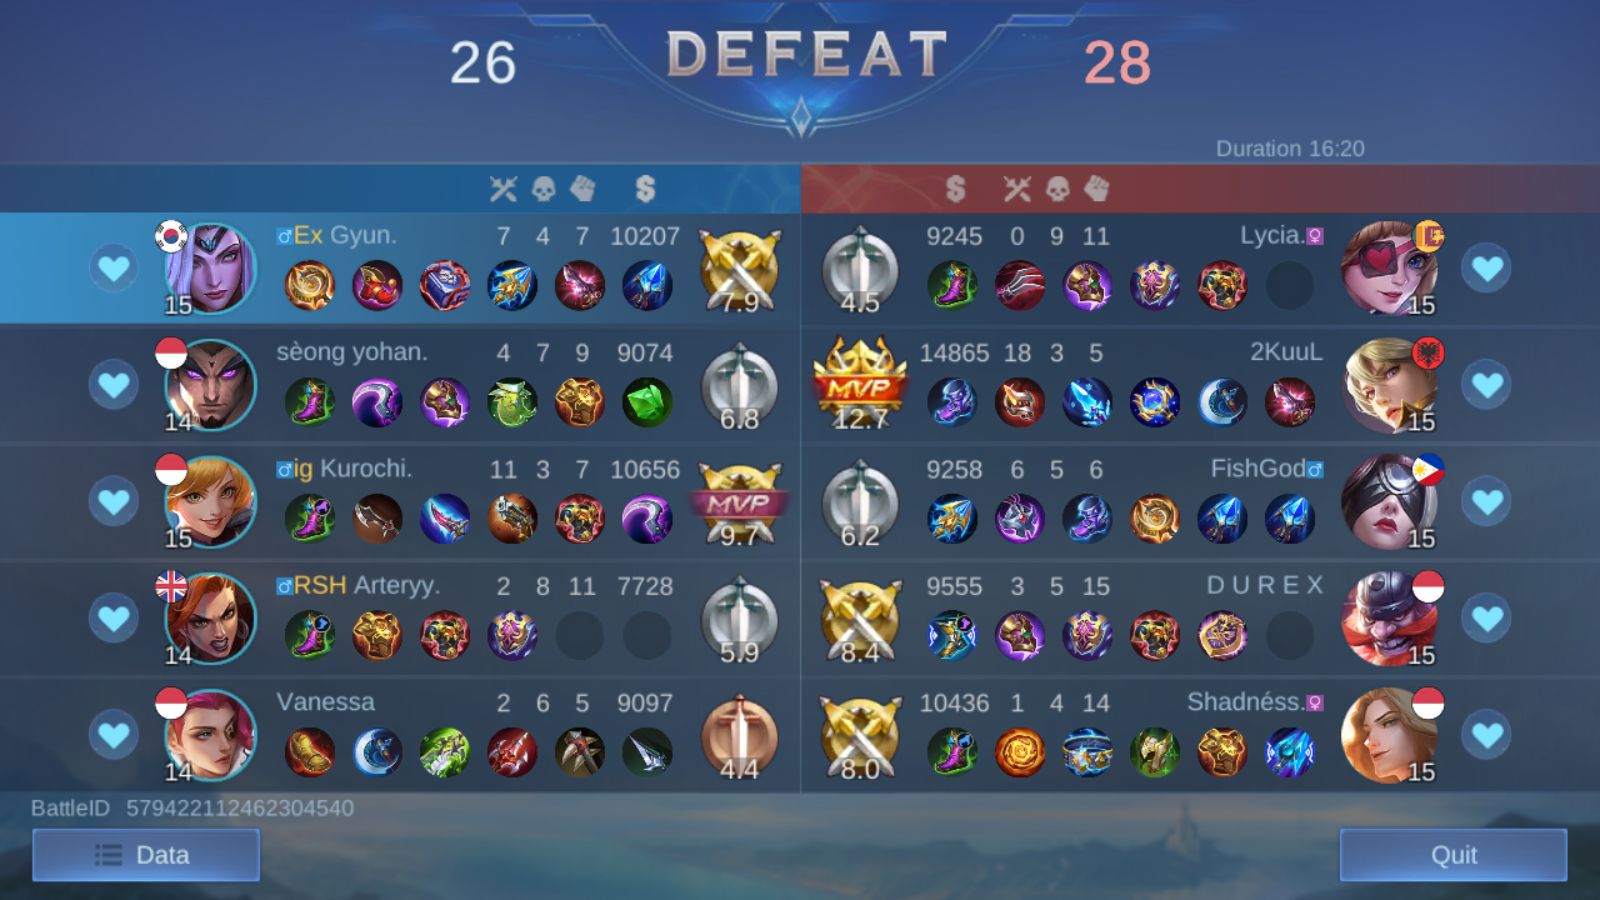 26 DEFEAT 28
Duration 16:20
Ex Gyun. 7 4 7 10207
15 7.9
9245 0 9 11 Lycia.
4.5 15
sèong yohan. 4 7 9 9074
14 6.8
14865 18 3 5 2KuuL
MVP
12.7 15
ig Kurochi. 11 3 7 10656
MVP
15 9.7
9258 6 5 6 FishGod
6.2 15
RSH Arteryy. 2 8 11 7728
14 5.9
9555 3 5 15 D U R E X
8.4 15
Vanessa 2 6 5 9097
14 4.4
10436 1 4 14 Shadnéss.
8.0 15
BattleID 579422112462304540
Data
Quit